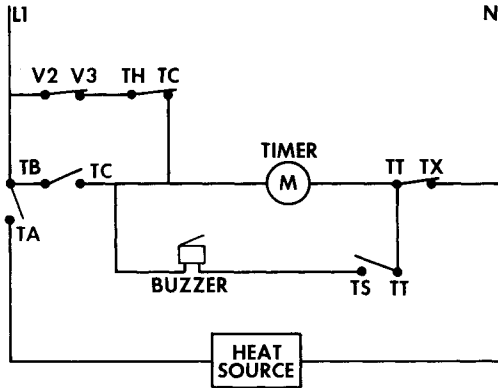 L1 N
V2 V3 TH TC
TIMER
TB TC TT TX
M
TA
BUZZER TS TT
HEAT
SOURCE